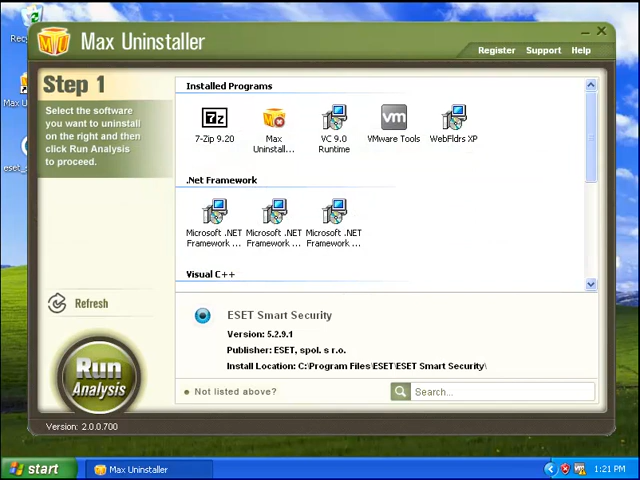 Max Uninstaller
Register Support Help
Step 1
Select the software
you want to uninstall
on the right and then
click Run Analysis
to proceed.
Installed Programs
7z
vm
7-Zip 9.20
Max
Uninstall...
VC 9.0
Runtime
VMware Tools
WebFldrs XP
.Net Framework
Microsoft .NET
Framework ...
Microsoft .NET
Framework ...
Microsoft .NET
Framework ...
Visual C++
Refresh
ESET Smart Security
Version: 5.2.9.1
Publisher: ESET, spol. s r.o.
Install Location: C:\Program Files\ESET\ESET Smart Security\
Run
Analysis
Not listed above?
Search...
Version: 2.0.0.700
start
Max Uninstaller
1:21 PM